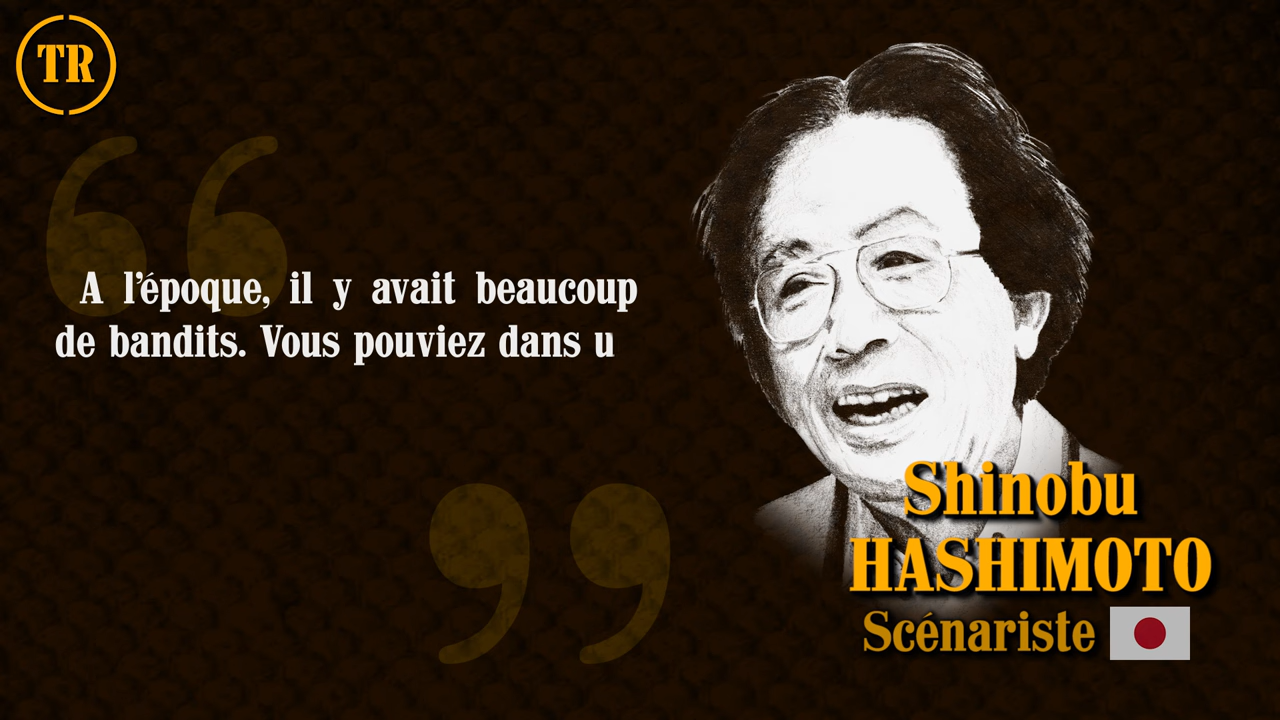 TR
A l'époque, il y avait beaucoup
de bandits. Vous pouviez dans u
Shinobu
HASHIMOTO
Scénariste